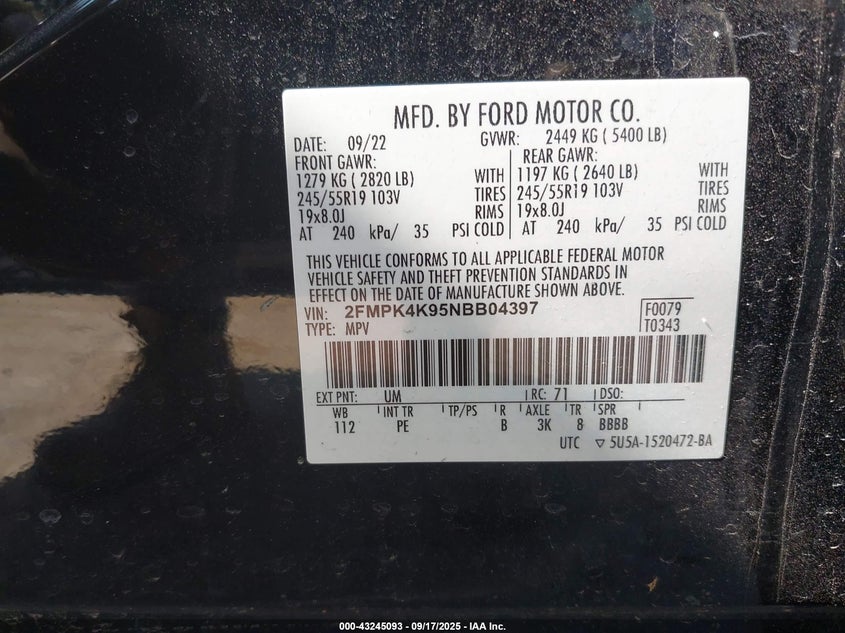 MFD. BY FORD MOTOR CO.
DATE: 09/22 GVWR: 2449 KG ( 5400 LB)
FRONT GAWR: REAR GAWR:
1279 KG ( 2820 LB) WITH 1197 KG ( 2640 LB) WITH
245/55R19 103V TIRES 245/55R19 103V TIRES
19x8.0J RIMS 19x8.0J RIMS
AT 240 kPa/ 35 PSI COLD AT 240 kPa/ 35 PSI COLD
THIS VEHICLE CONFORMS TO ALL APPLICABLE FEDERAL MOTOR
VEHICLE SAFETY AND THEFT PREVENTION STANDARDS IN
EFFECT ON THE DATE OF MANUFACTURE SHOWN ABOVE.
VIN: 2FMPK4K95NBB04397 F0079
TYPE: MPV T0343
EXT PNT: UM RC: 71 DSO:
WB INT TR TP/PS R AXLE TR SPR
112 PE B 3K 8 BBBB
UTC ▽ 5U5A-1520472-BA
000-43245093 - 09/17/2025 - IAA Inc.